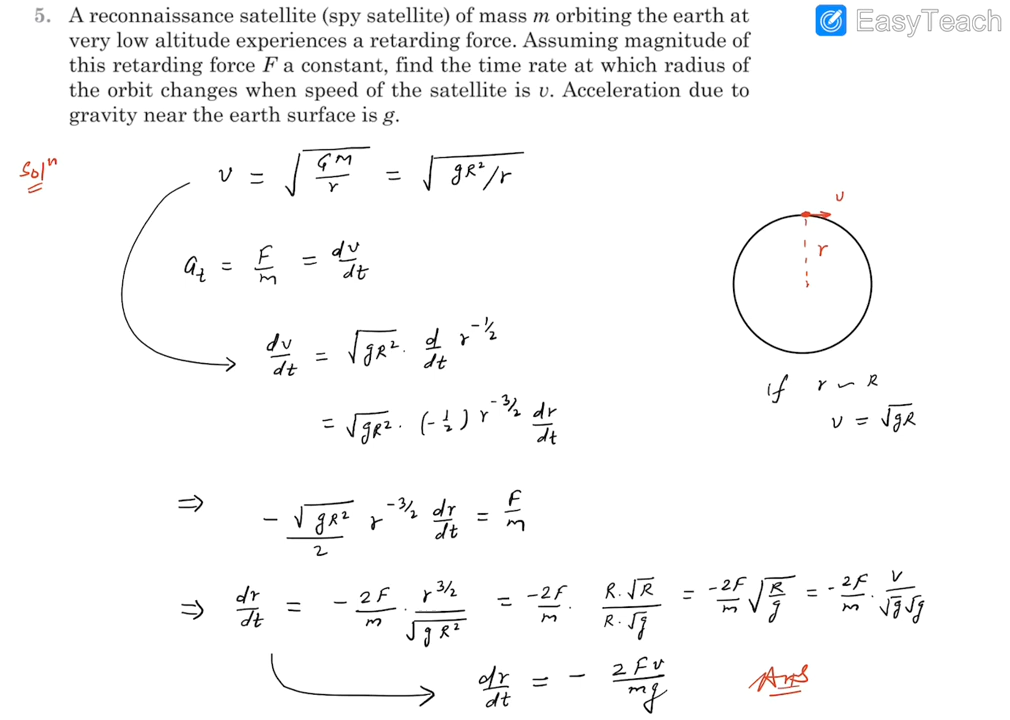 5. A reconnaissance satellite (spy satellite) of mass m orbiting the earth at
very low altitude experiences a retarding force. Assuming magnitude of
this retarding force F a constant, find the time rate at which radius of
the orbit changes when speed of the satellite is v. Acceleration due to
gravity near the earth surface is g.
EasyTeach
Solⁿ
v = √(GM/r) = √(gR²/r)
v
r
a_t = F/m = dv/dt
dv/dt = √(gR²) · d/dt r^(-1/2)
= √(gR²) · (-1/2) r^(-3/2) dr/dt
if r ~ R
v = √(gR)
⇒ - √(gR²)/2 r^(-3/2) dr/dt = F/m
⇒ dr/dt = - 2F/m · r^(3/2)/√(gR²) = -2F/m · R.√R/R.√g = -2F/m √(R/g) = -2F/m · v/√g√g
dr/dt = - 2Fv/mg Ans